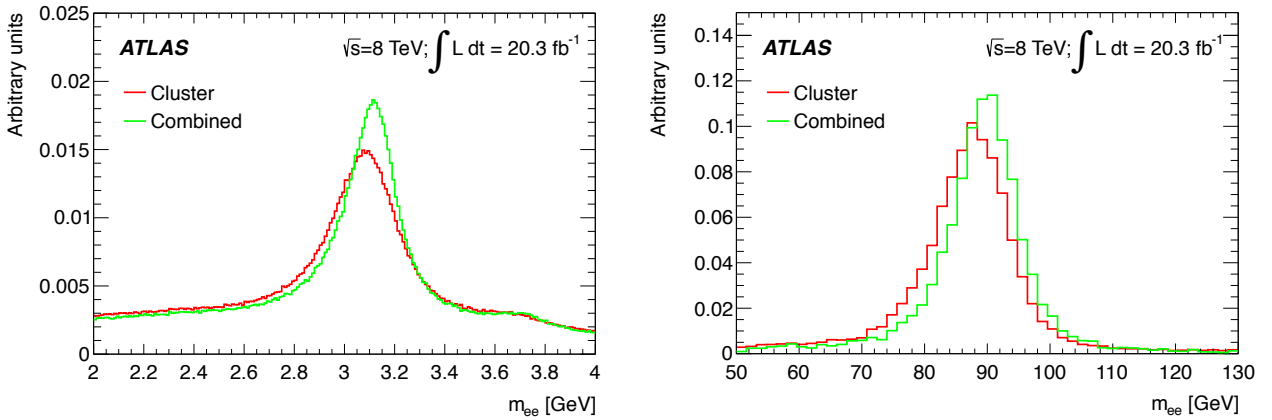 Arbitrary units
0.025
0.02
0.015
0.01
0.005
0
ATLAS
√s=8 TeV; ∫ L dt = 20.3 fb⁻¹
Cluster
Combined
2 2.2 2.4 2.6 2.8 3 3.2 3.4 3.6 3.8 4
mₑₑ [GeV]
Arbitrary units
0.14
0.12
0.1
0.08
0.06
0.04
0.02
0
ATLAS
√s=8 TeV; ∫ L dt = 20.3 fb⁻¹
Cluster
Combined
50 60 70 80 90 100 110 120 130
mₑₑ [GeV]